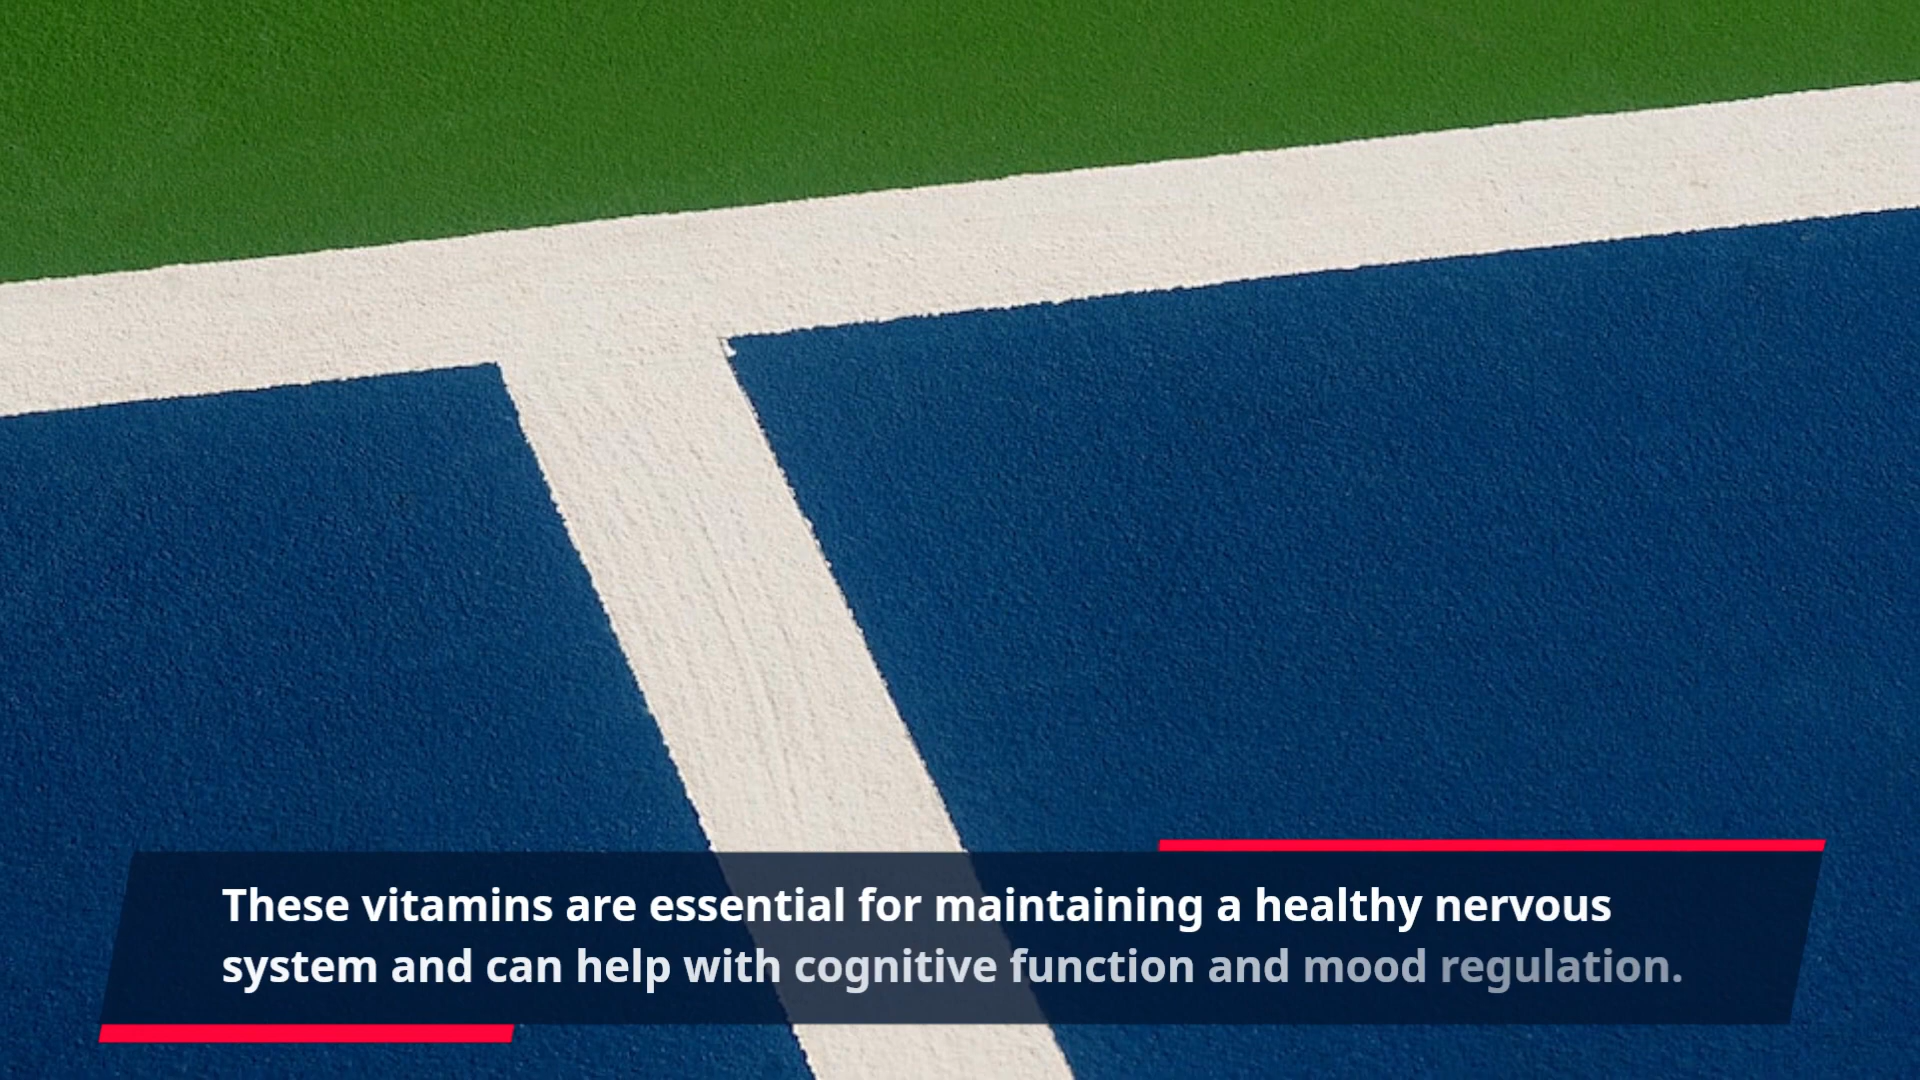 These vitamins are essential for maintaining a healthy nervous
system and can help with cognitive function and mood regulation.